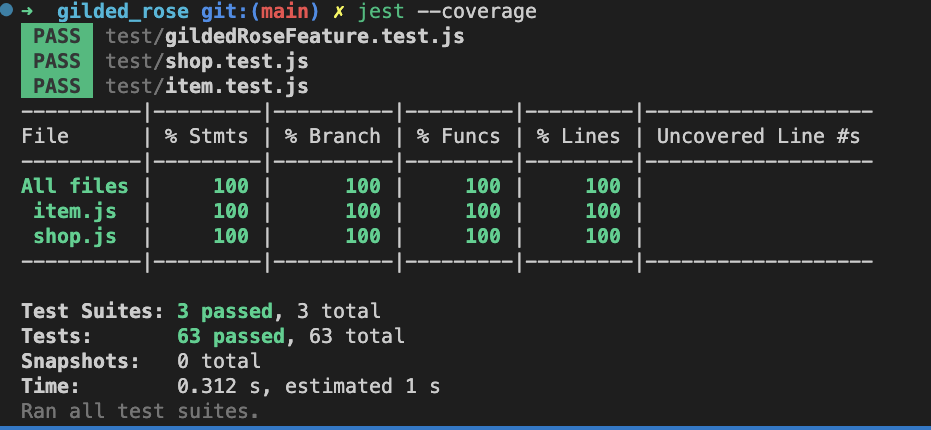 ➜  gilded_rose git:(main) ✗ jest --coverage
 PASS  test/gildedRoseFeature.test.js
 PASS  test/shop.test.js
 PASS  test/item.test.js
----------|---------|----------|---------|---------|-------------------
File      | % Stmts | % Branch | % Funcs | % Lines | Uncovered Line #s
----------|---------|----------|---------|---------|-------------------
All files |     100 |      100 |     100 |     100 |
 item.js  |     100 |      100 |     100 |     100 |
 shop.js  |     100 |      100 |     100 |     100 |
----------|---------|----------|---------|---------|-------------------
Test Suites: 3 passed, 3 total
Tests:       63 passed, 63 total
Snapshots:   0 total
Time:        0.312 s, estimated 1 s
Ran all test suites.